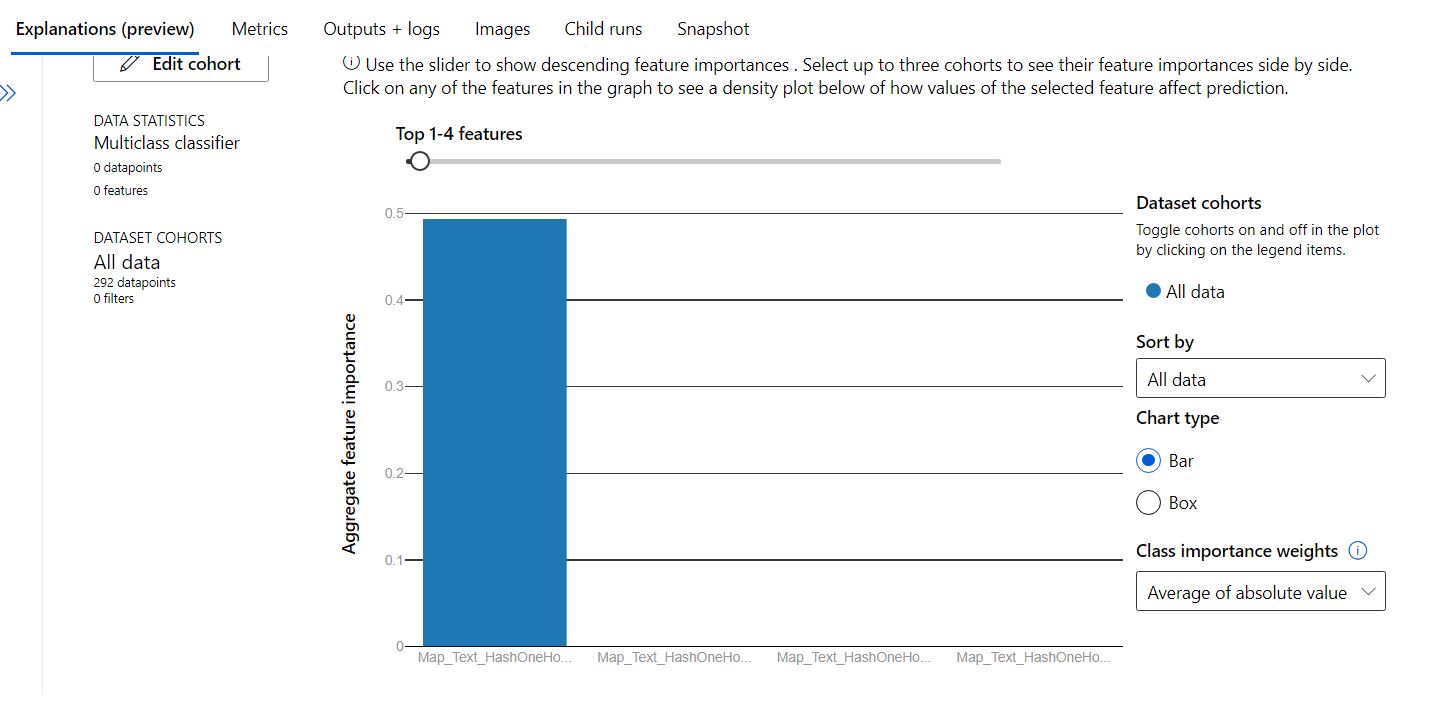 Explanations (preview) Metrics Outputs + logs Images Child runs Snapshot
Edit cohort
Use the slider to show descending feature importances . Select up to three cohorts to see their feature importances side by side.
Click on any of the features in the graph to see a density plot below of how values of the selected feature affect prediction.
DATA STATISTICS
Multiclass classifier
0 datapoints
0 features
DATASET COHORTS
All data
292 datapoints
0 filters
Top 1-4 features
Aggregate feature importance
0.5
0.4
0.3
0.2
0.1
0
Map_Text_HashOneHo... Map_Text_HashOneHo... Map_Text_HashOneHo... Map_Text_HashOneHo...
Dataset cohorts
Toggle cohorts on and off in the plot
by clicking on the legend items.
All data
Sort by
All data
Chart type
Bar
Box
Class importance weights
Average of absolute value